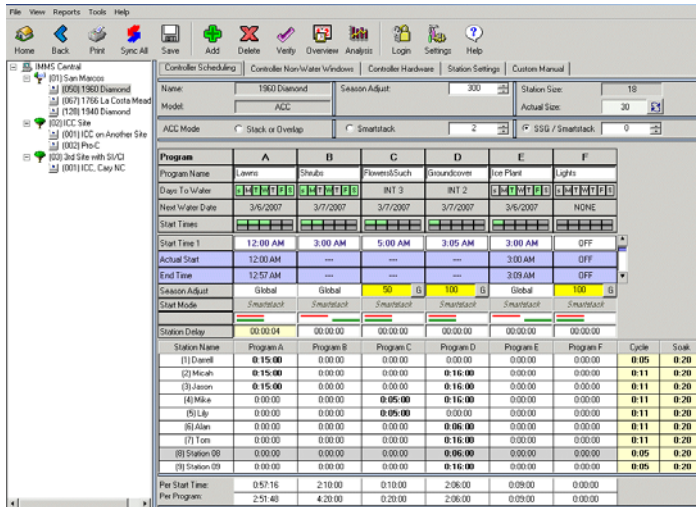 File View Reports Tools Help
Home Back Print Sync All Save Add Delete Verify Overview Analysis Login Settings Help
IMMS Central
[01] San Marcos
(050) 1960 Diamond
(067) 1766 La Costa Mead
(128) 1940 Diamond
[02] ICC Site
(001) ICC on Another Site
(002) Pro-C
[03] 3rd Site with SI/CI
(001) ICC, Cary NC
Controller Scheduling Controller Non-Water Windows Controller Hardware Station Settings Custom Manual
Name: 1960 Diamond Season Adjust: 300 Station Size: 18
Model: ACC Actual Size: 30
ACC Mode Stack or Overlap Smartstack 2 SSG / Smartstack 0
Program A B C D E F
Program Name Lawns Shrubs Flowers&Such Groundcover Ice Plant Lights
Days To Water S M T W T F S S M T W T F S INT 3 INT 2 S M T W T F S S M T W T F S
Next Water Date 3/6/2007 3/7/2007 3/7/2007 3/7/2007 3/6/2007 NONE
Start Times
Start Time 1 12:00 AM 3:00 AM 5:00 AM 3:05 AM 3:00 AM OFF
Actual Start 12:00 AM ---- ---- ---- 3:00 AM OFF
End Time 12:57 AM ---- ---- ---- 3:09 AM OFF
Season Adjust Global Global 50 G 100 G Global 100 G
Start Mode Smartstack Smartstack Smartstack Smartstack Smartstack Smartstack
Station Delay 00:00:04 00:00:00 00:00:00 00:00:00 00:00:00 00:00:00
Station Name Program A Program B Program C Program D Program E Program F Cycle Soak
(1) Darrell 0:15:00 0:00:00 0:00:00 0:00:00 0:00:00 0:00:00 0:05 0:20
(2) Micah 0:15:00 0:00:00 0:00:00 0:16:00 0:00:00 0:00:00 0:11 0:20
(3) Jason 0:15:00 0:00:00 0:00:00 0:16:00 0:00:00 0:00:00 0:11 0:20
(4) Mike 0:00:00 0:00:00 0:05:00 0:16:00 0:00:00 0:00:00 0:11 0:20
(5) Lily 0:00:00 0:00:00 0:05:00 0:00:00 0:00:00 0:00:00 0:11 0:20
(6) Alan 0:00:00 0:00:00 0:00:00 0:06:00 0:00:00 0:00:00 0:11 0:20
(7) Tom 0:00:00 0:00:00 0:00:00 0:16:00 0:00:00 0:00:00 0:11 0:20
(8) Station 08 0:00:00 0:00:00 0:00:00 0:06:00 0:00:00 0:00:00 0:05 0:20
(9) Station 09 0:00:00 0:00:00 0:00:00 0:16:00 0:00:00 0:00:00 0:05 0:20
Per Start Time: 0:57:16 2:10:00 0:10:00 2:06:00 0:09:00 0:00:00
Per Program: 2:51:48 4:20:00 0:20:00 2:06:00 0:09:00 0:00:00